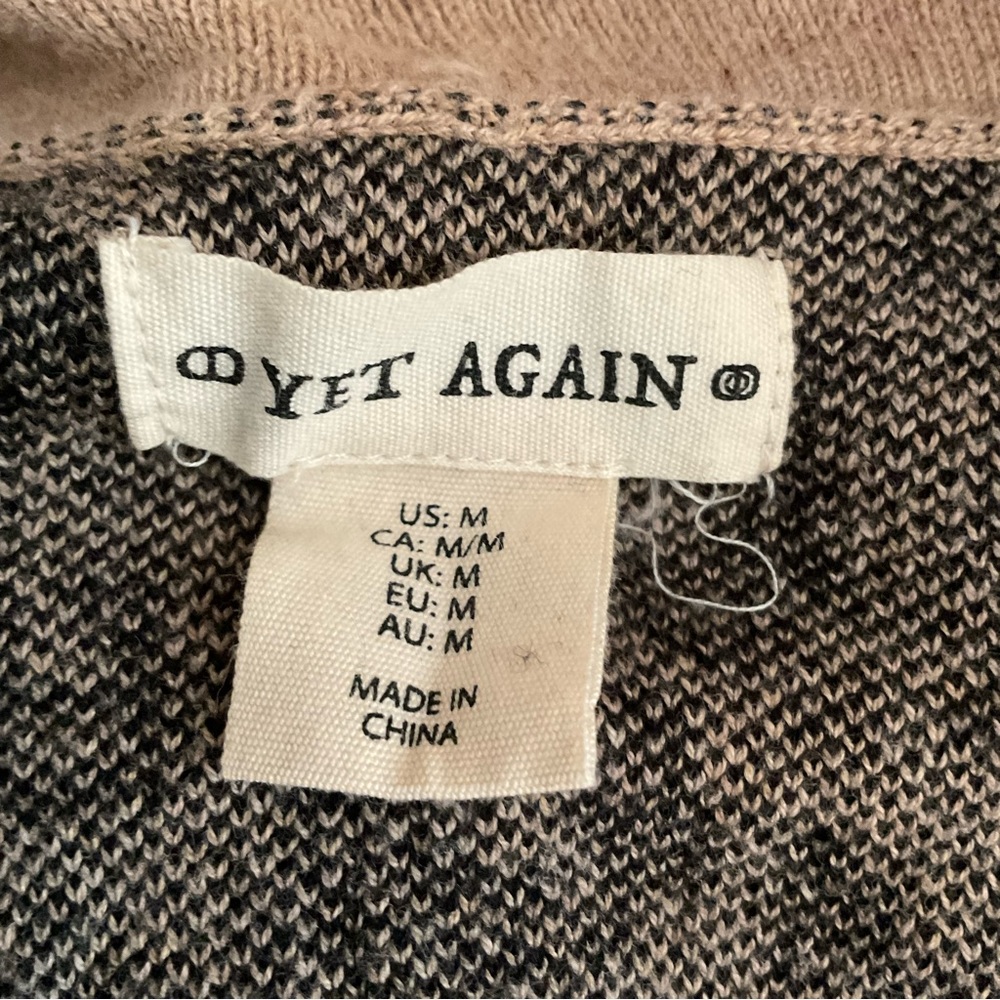 YET AGAIN
US: M
CA: M/M
UK: M
EU: M
AU: M
MADE IN
CHINA